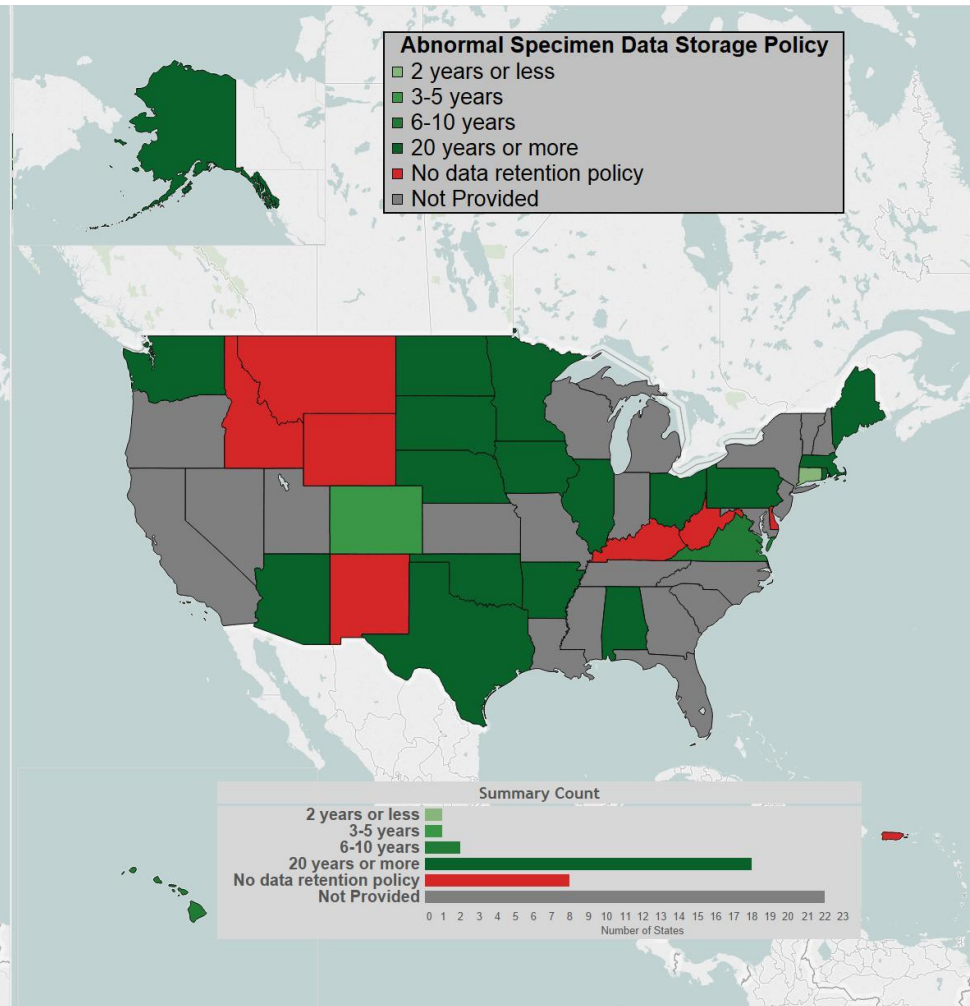 Abnormal Specimen Data Storage Policy
2 years or less
3-5 years
6-10 years
20 years or more
No data retention policy
Not Provided
Summary Count
2 years or less
3-5 years
6-10 years
20 years or more
No data retention policy
Not Provided
0 1 2 3 4 5 6 7 8 9 10 11 12 13 14 15 16 17 18 19 20 21 22 23
Number of States